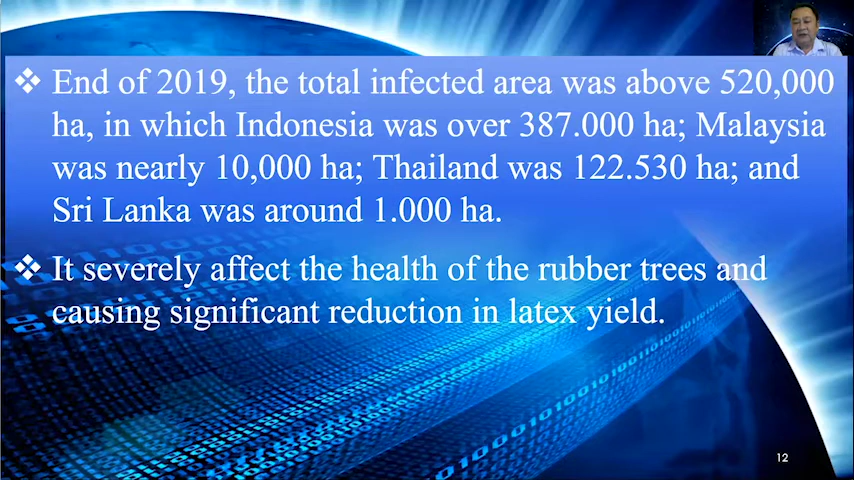 ❖ End of 2019, the total infected area was above 520,000
ha, in which Indonesia was over 387.000 ha; Malaysia
was nearly 10,000 ha; Thailand was 122.530 ha; and
Sri Lanka was around 1.000 ha.
❖ It severely affect the health of the rubber trees and
causing significant reduction in latex yield.
12